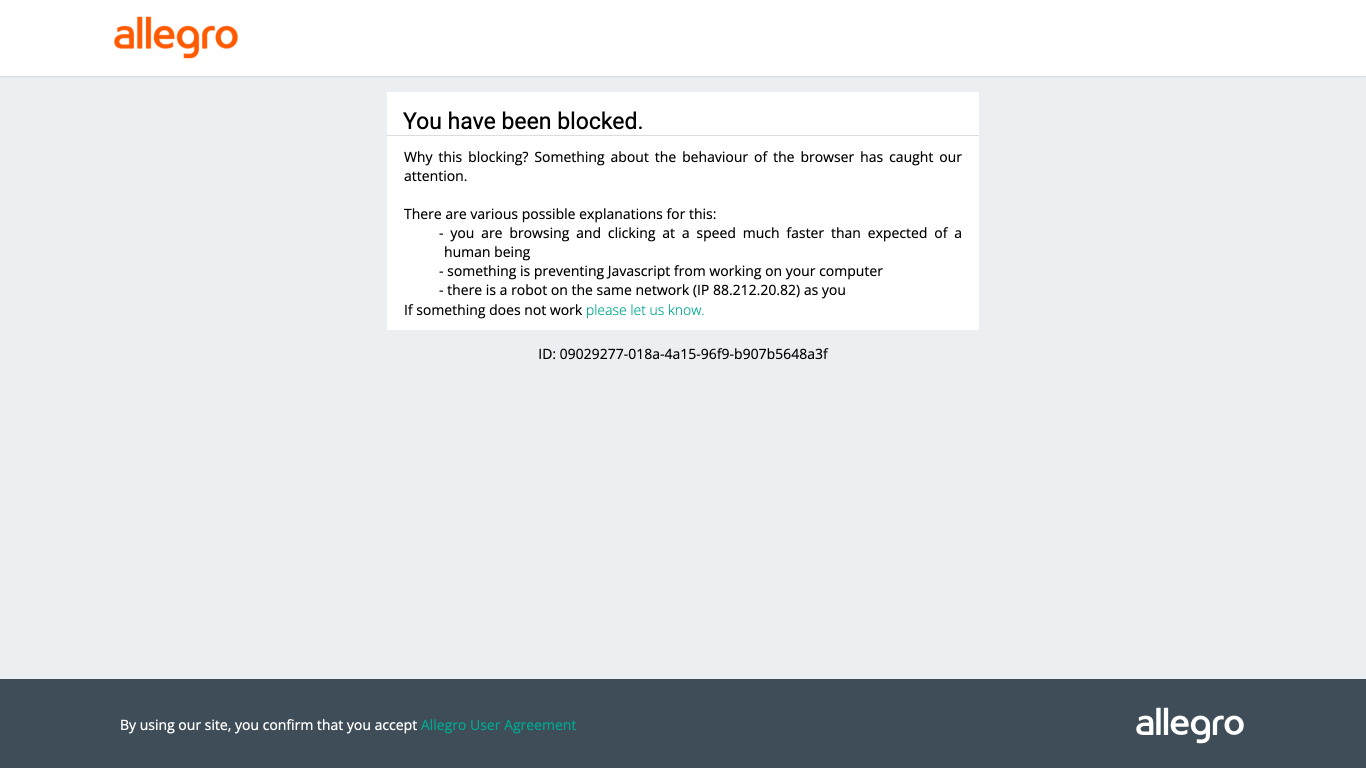 allegro
You have been blocked.
Why this blocking? Something about the behaviour of the browser has caught our
attention.
There are various possible explanations for this:
- you are browsing and clicking at a speed much faster than expected of a
human being
- something is preventing Javascript from working on your computer
- there is a robot on the same network (IP 88.212.20.82) as you
If something does not work please let us know.
ID: 09029277-018a-4a15-96f9-b907b5648a3f
By using our site, you confirm that you accept Allegro User Agreement
allegro